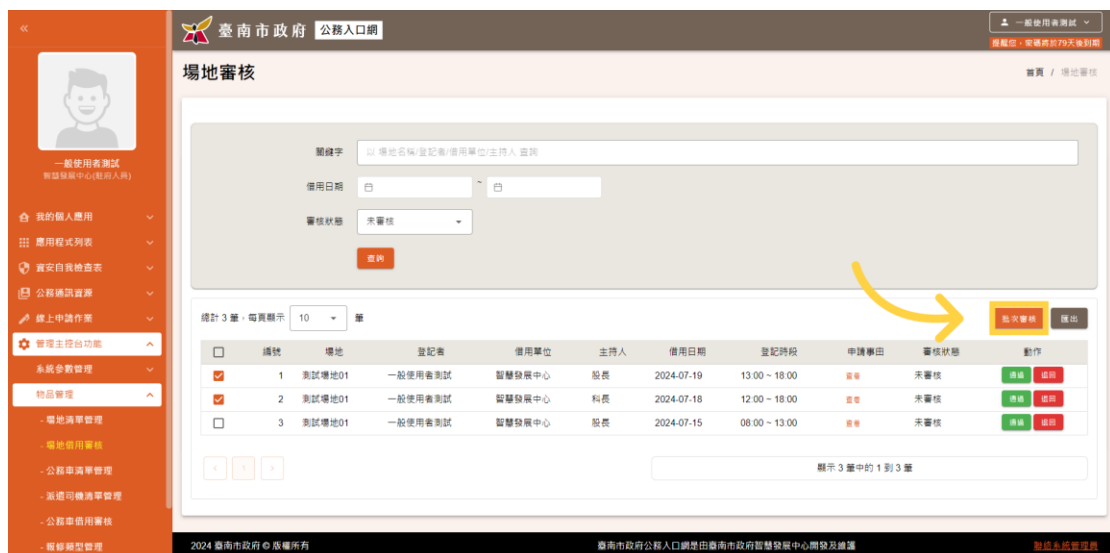 臺南市政府 公務入口網
一般使用者測試
提醒您，密碼將於79天後到期
場地審核
首頁 / 場地審核
一般使用者測試
智慧發展中心(駐府人員)
我的個人應用
應用程式列表
資安自我檢查表
公務通訊資源
線上申請作業
管理主控台功能
系統參數管理
物品管理
- 場地清單管理
- 場地借用審核
- 公務車清單管理
- 派遣司機清單管理
- 公務車借用審核
- 報修類型管理
關鍵字 以 場地名稱/登記者/借用單位/主持人 查詢
借用日期 ~
審核狀態 未審核
查詢
總計 3 筆，每頁顯示 10 筆
批次審核 匯出
編號 場地 登記者 借用單位 主持人 借用日期 登記時段 申請事由 審核狀態 動作
1 測試場地01 一般使用者測試 智慧發展中心 股長 2024-07-19 13:00 ~ 18:00 查看 未審核 通過 退回
2 測試場地01 一般使用者測試 智慧發展中心 科長 2024-07-18 12:00 ~ 18:00 查看 未審核 通過 退回
3 測試場地01 一般使用者測試 智慧發展中心 股長 2024-07-15 08:00 ~ 13:00 查看 未審核 通過 退回
1
顯示 3 筆中的 1 到 3 筆
2024 臺南市政府 © 版權所有
臺南市政府公務入口網是由臺南市政府智慧發展中心開發及維護
聯絡系統管理員